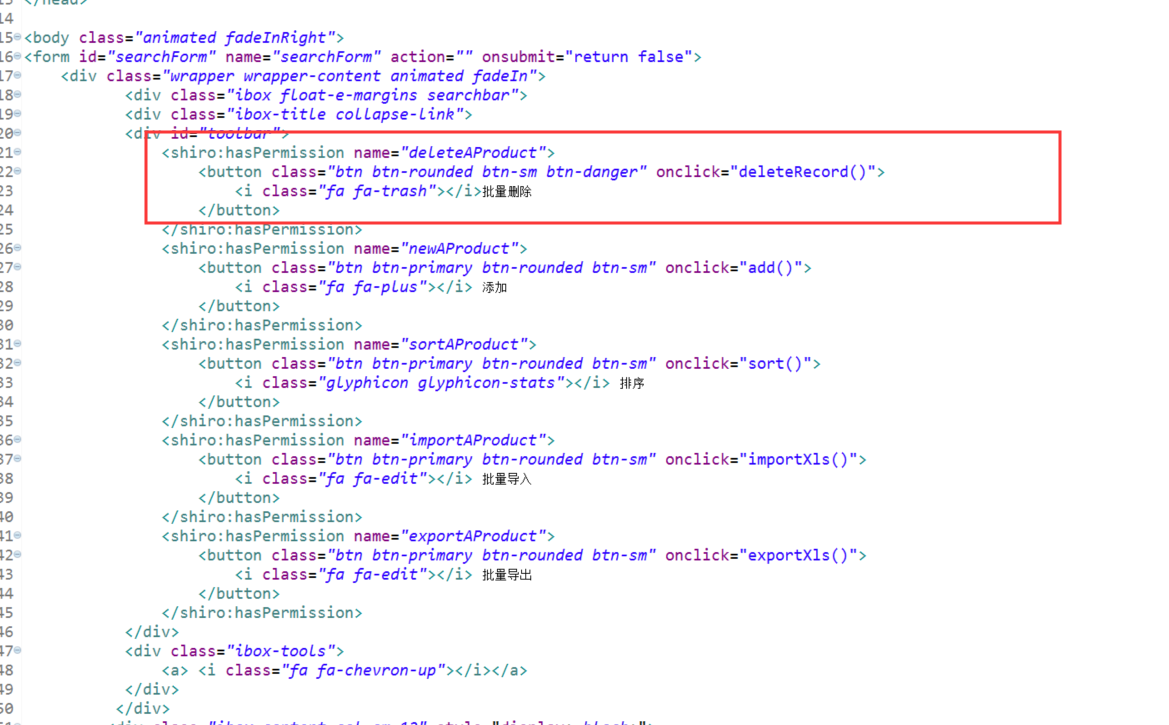 </head>
14
15 <body class="animated fadeInRight">
16 <form id="searchForm" name="searchForm" action="" onsubmit="return false">
17 <div class="wrapper wrapper-content animated fadeIn">
18 <div class="ibox float-e-margins searchbar">
19 <div class="ibox-title collapse-link">
20 <div id="toolbar">
21 <shiro:hasPermission name="deleteAProduct">
22 <button class="btn btn-rounded btn-sm btn-danger" onclick="deleteRecord()">
23 <i class="fa fa-trash"></i>批量删除
24 </button>
25 </shiro:hasPermission>
26 <shiro:hasPermission name="newAProduct">
27 <button class="btn btn-primary btn-rounded btn-sm" onclick="add()">
28 <i class="fa fa-plus"></i> 添加
29 </button>
30 </shiro:hasPermission>
31 <shiro:hasPermission name="sortAProduct">
32 <button class="btn btn-primary btn-rounded btn-sm" onclick="sort()">
33 <i class="glyphicon glyphicon-stats"></i> 排序
34 </button>
35 </shiro:hasPermission>
36 <shiro:hasPermission name="importAProduct">
37 <button class="btn btn-primary btn-rounded btn-sm" onclick="importXls()">
38 <i class="fa fa-edit"></i> 批量导入
39 </button>
40 </shiro:hasPermission>
41 <shiro:hasPermission name="exportAProduct">
42 <button class="btn btn-primary btn-rounded btn-sm" onclick="exportXls()">
43 <i class="fa fa-edit"></i> 批量导出
44 </button>
45 </shiro:hasPermission>
46 </div>
47 <div class="ibox-tools">
48 <a> <i class="fa fa-chevron-up"></i></a>
49 </div>
50 </div>